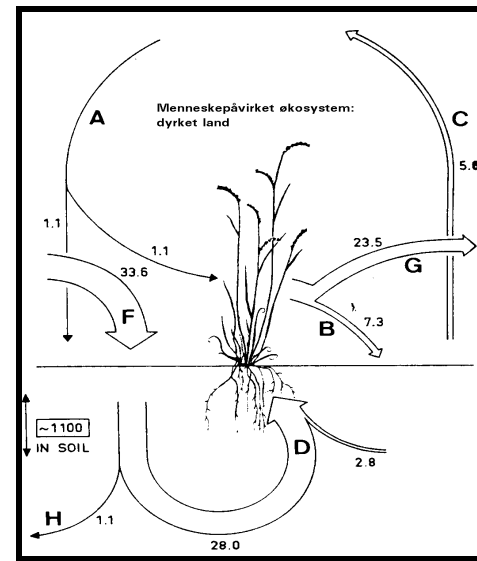 Menneskepåvirket økosystem:
dyrket land
A
C
5.6
1.1
1.1
33.6
23.5
G
F
B
7.3
~1100
IN SOIL
D
2.8
H
1.1
28.0